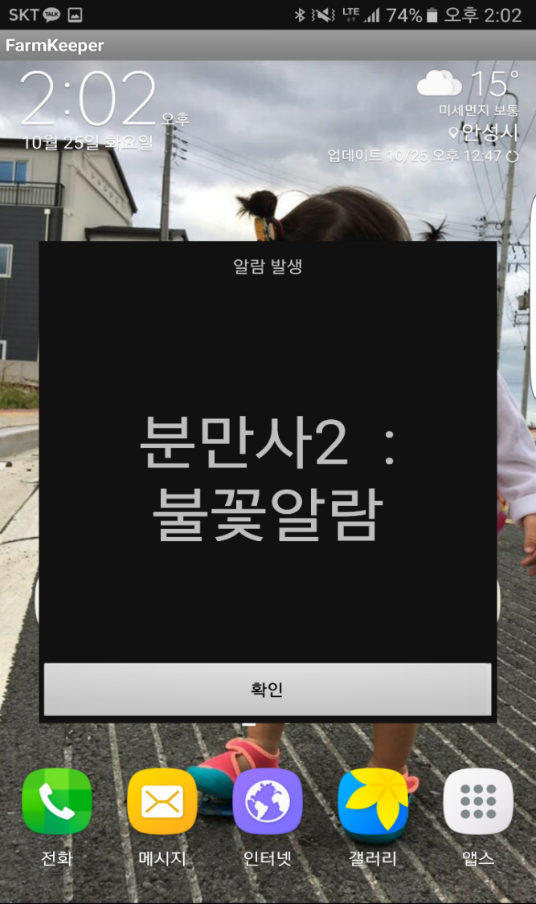 SKT TALK LTE 74% 오후 2:02
FarmKeeper
2:02 오후
10월 25일 화요일
15°
미세먼지 보통
안성시
업데이트 10/25 오후 12:47
알람 발생
분만사2 :
불꽃알람
확인
전화 메시지 인터넷 갤러리 앱스